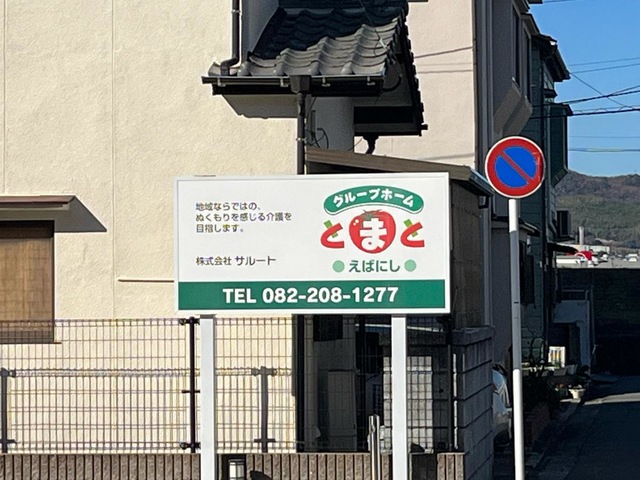 地域ならではの、
ぬくもりを感じる介護を
目指します。
株式会社 サルート
グループホーム
とまと
えばにし
TEL 082-208-1277